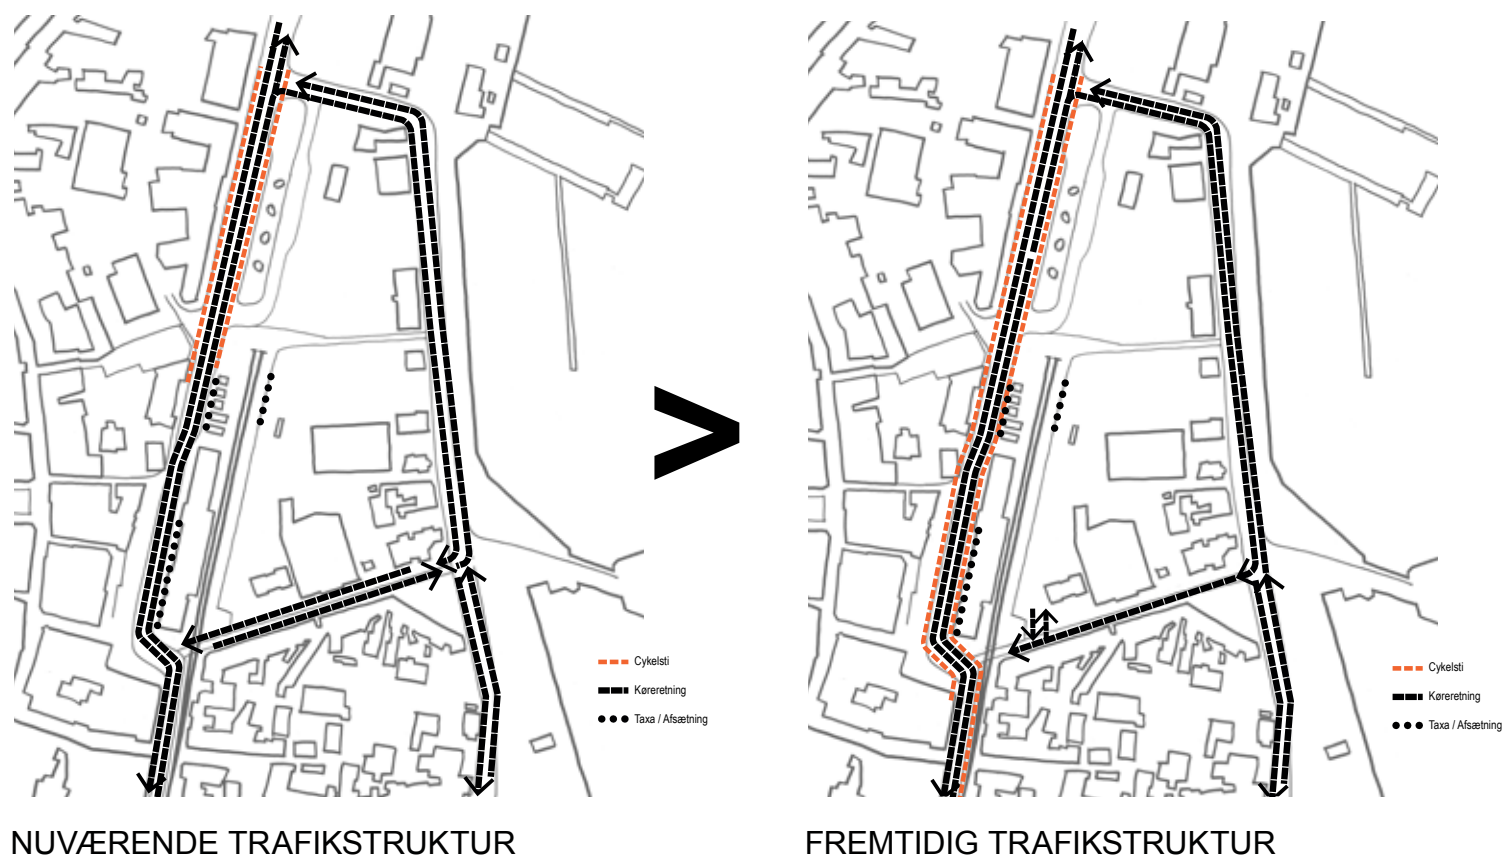 >
Cykelsti
Køreretning
Taxa / Afsætning
Cykelsti
Køreretning
Taxa / Afsætning
NUVÆRENDE TRAFIKSTRUKTUR
FREMTIDIG TRAFIKSTRUKTUR